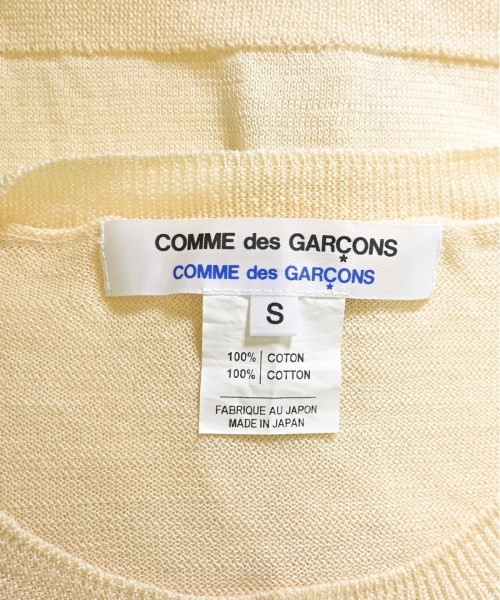 COMME des GARÇONS
COMME des GARÇONS
S
100% | COTON
100% | COTTON
FABRIQUE AU JAPON
MADE IN JAPAN